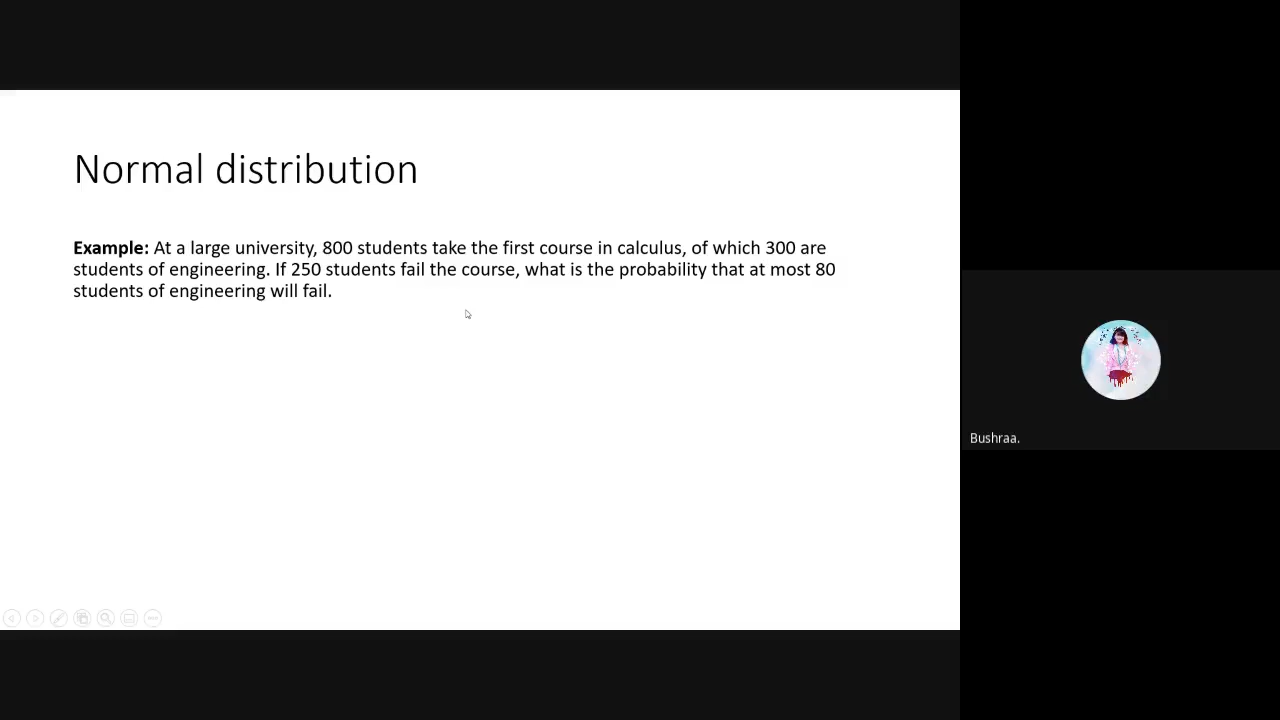 Normal distribution
Example: At a large university, 800 students take the first course in calculus, of which 300 are
students of engineering. If 250 students fail the course, what is the probability that at most 80
students of engineering will fail.
Bushraa.